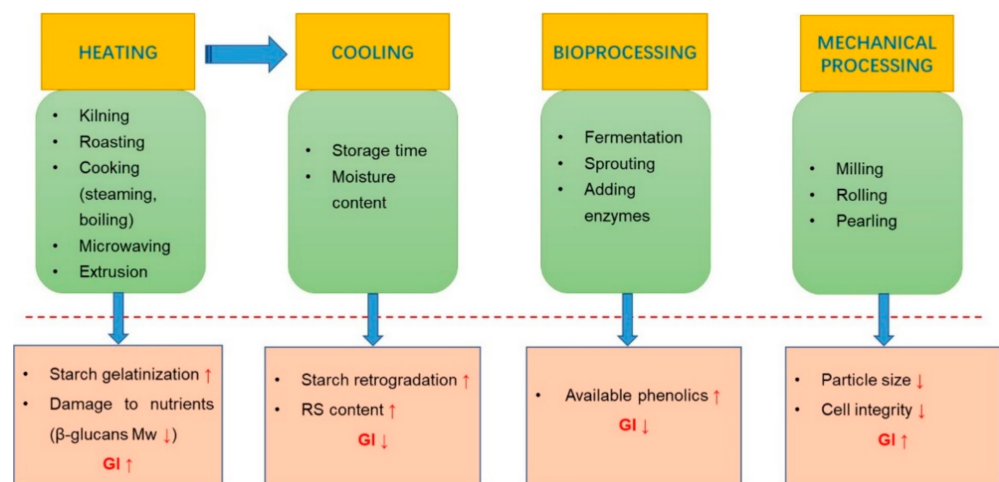 HEATING
• Kilning
• Roasting
• Cooking
(steaming,
boiling)
• Microwaving
• Extrusion
• Starch gelatinization ↑
• Damage to nutrients
(β-glucans Mw ↓)
GI ↑
COOLING
• Storage time
• Moisture
content
• Starch retrogradation ↑
• RS content ↑
GI ↓
BIOPROCESSING
• Fermentation
• Sprouting
• Adding
enzymes
• Available phenolics ↑
GI ↓
MECHANICAL
PROCESSING
• Milling
• Rolling
• Pearling
• Particle size ↓
• Cell integrity ↓
GI ↑